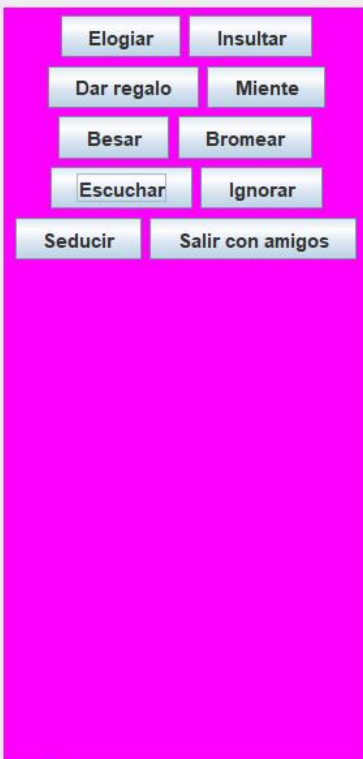 Elogiar Insultar
Dar regalo Miente
Besar Bromear
Escuchar Ignorar
Seducir Salir con amigos